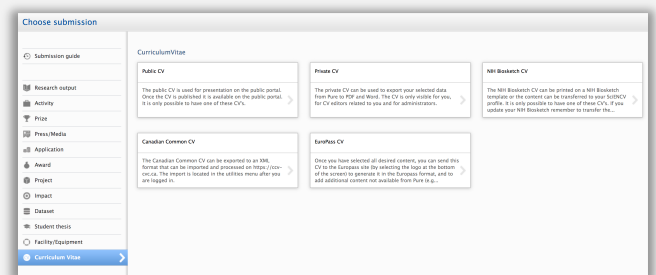 Choose submission
Submission guide
Research output
Activity
Prize
Press/Media
Application
Award
Project
Impact
Dataset
Student thesis
Facility/Equipment
Curriculum Vitae
CurriculumVitae
Public CV
The public CV is used for presentation on the public portal.
Once the CV is published it is available on the public portal.
It is only possible to have one of these CV's.
Private CV
The private CV can be used to export your selected data
from Pure to PDF and Word. The CV is only visible for you,
for CV editors related to you and for administrators.
NIH Biosketch CV
The NIH Biosketch CV can be printed on a NIH Biosketch
template or the content can be transferred to your SciENCV
profile. It is only possible to have one of these CV's. If you
update your NIH Biosketch remember to transfer the...
Canadian Common CV
The Canadian Common CV can be exported to an XML
format that can be imported and processed on https://ccv-
cvc.ca. The import is located in the utilities menu after you
are logged in.
EuroPass CV
Once you have selected all desired content, you can send this
CV to the Europass site (by selecting the logo at the bottom
of the screen) to generate it in the Europass format, and to
add additional content not available from Pure (e.g...